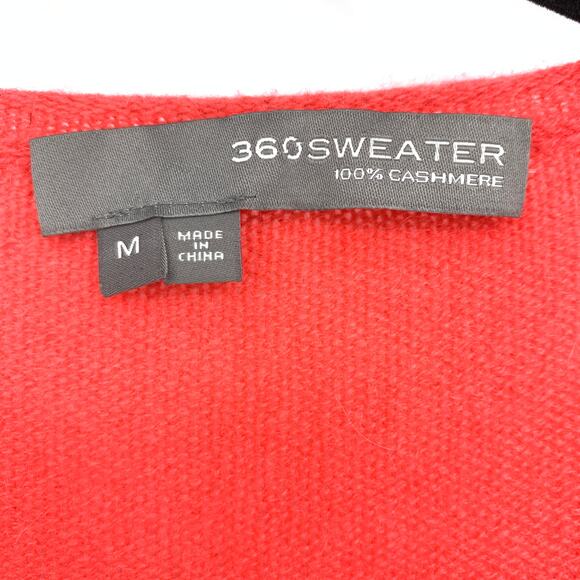 360SWEATER
100% CASHMERE
M
MADE
IN
CHINA